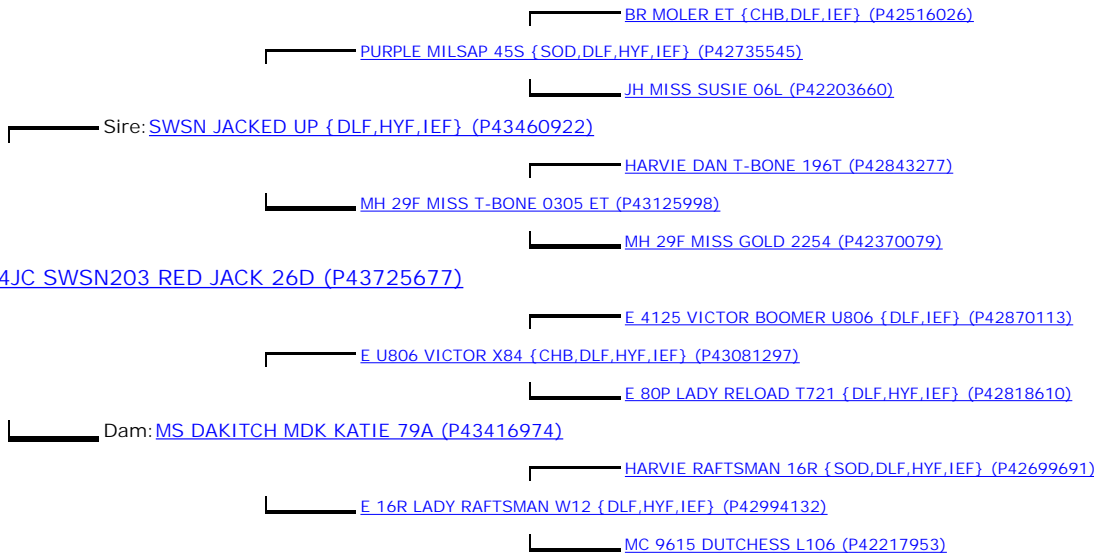 BR MOLER ET {CHB,DLF,IEF} (P42516026)
PURPLE MILSAP 45S {SOD,DLF,HYF,IEF} (P42735545)
JH MISS SUSIE 06L (P42203660)
Sire: SWSN JACKED UP {DLF,HYF,IEF} (P43460922)
HARVIE DAN T-BONE 196T (P42843277)
MH 29F MISS T-BONE 0305 ET (P43125998)
MH 29F MISS GOLD 2254 (P42370079)
4JC SWSN203 RED JACK 26D (P43725677)
E 4125 VICTOR BOOMER U806 {DLF,IEF} (P42870113)
E U806 VICTOR X84 {CHB,DLF,HYF,IEF} (P43081297)
E 80P LADY RELOAD T721 {DLF,HYF,IEF} (P42818610)
Dam: MS DAKITCH MDK KATIE 79A (P43416974)
HARVIE RAFTSMAN 16R {SOD,DLF,HYF,IEF} (P42699691)
E 16R LADY RAFTSMAN W12 {DLF,HYF,IEF} (P42994132)
MC 9615 DUTCHESS L106 (P42217953)